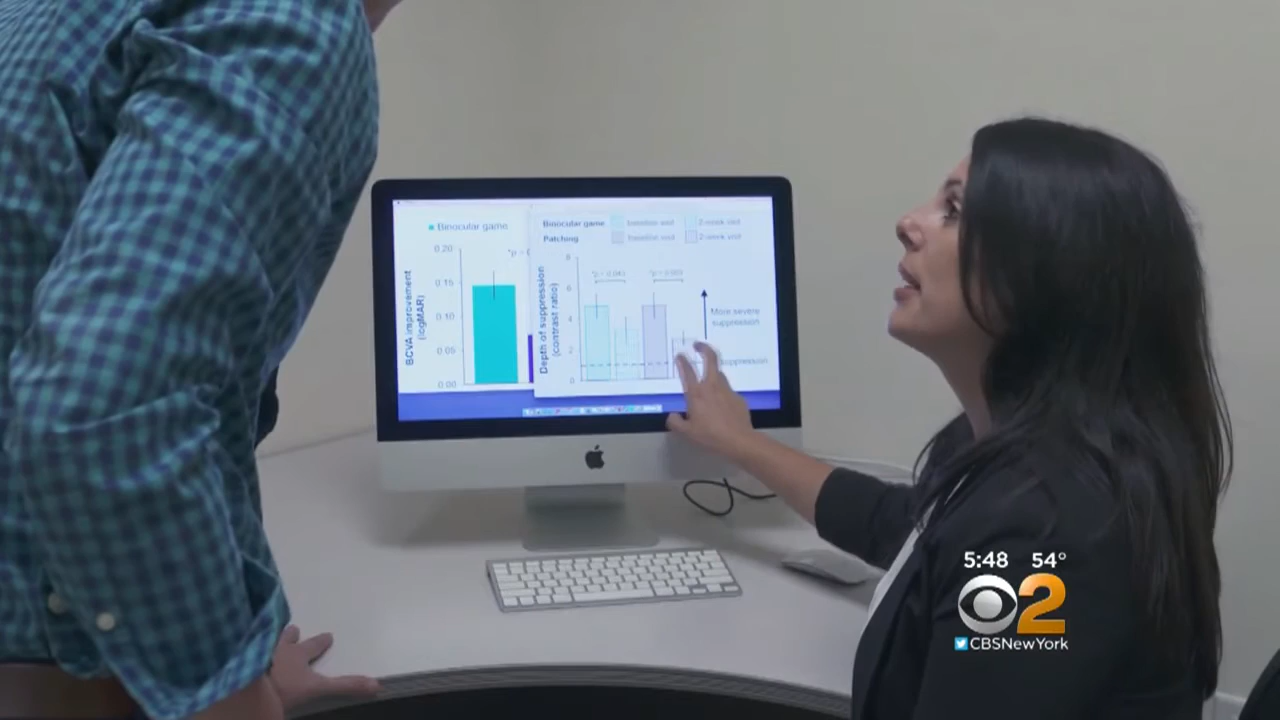 Binocular game
0.20
0.15
0.10
0.05
0.00
BCVA improvement
(logMAR)
*p
Binocular game
Baseline visit
2-week visit
Patching
Baseline visit
2-week visit
Depth of suppression
(contrast ratio)
8
6
4
2
0
More severe
suppression
suppression
5:48 54°
2
CBSNewYork